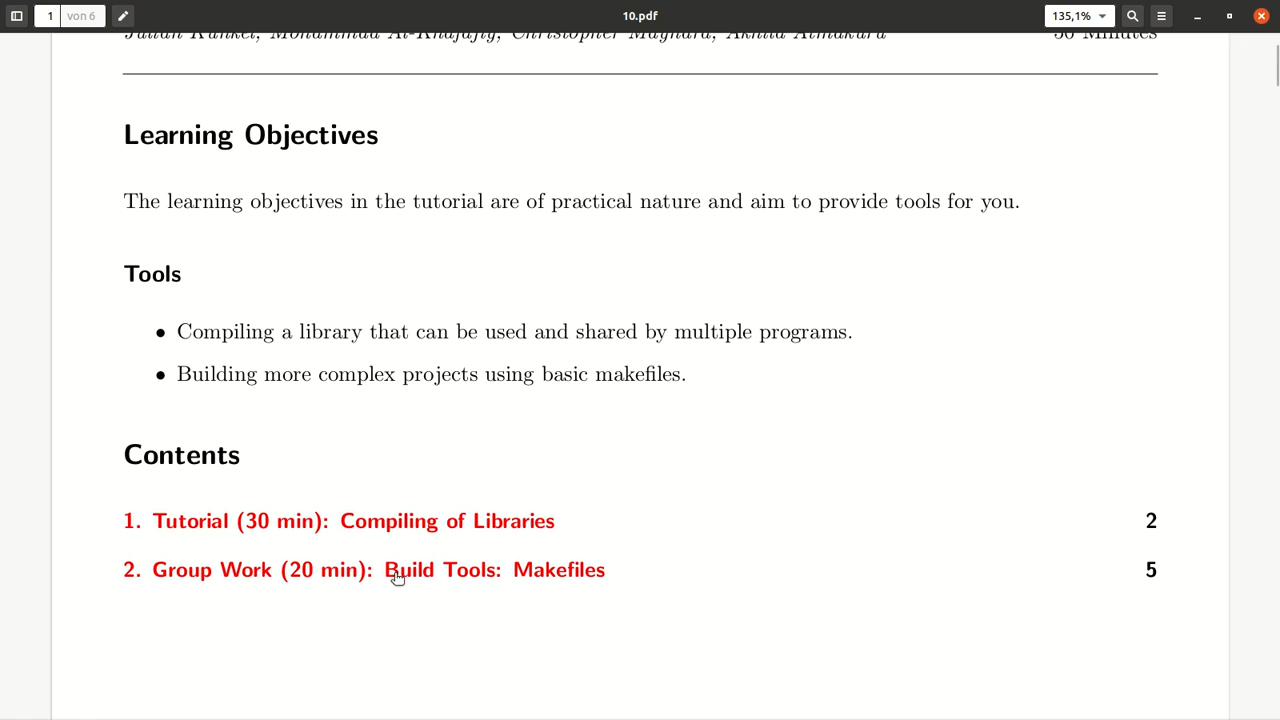 1 von 6 10.pdf 135,1%
Learning Objectives
The learning objectives in the tutorial are of practical nature and aim to provide tools for you.
Tools
• Compiling a library that can be used and shared by multiple programs.
• Building more complex projects using basic makefiles.
Contents
1. Tutorial (30 min): Compiling of Libraries 2
2. Group Work (20 min): Build Tools: Makefiles 5